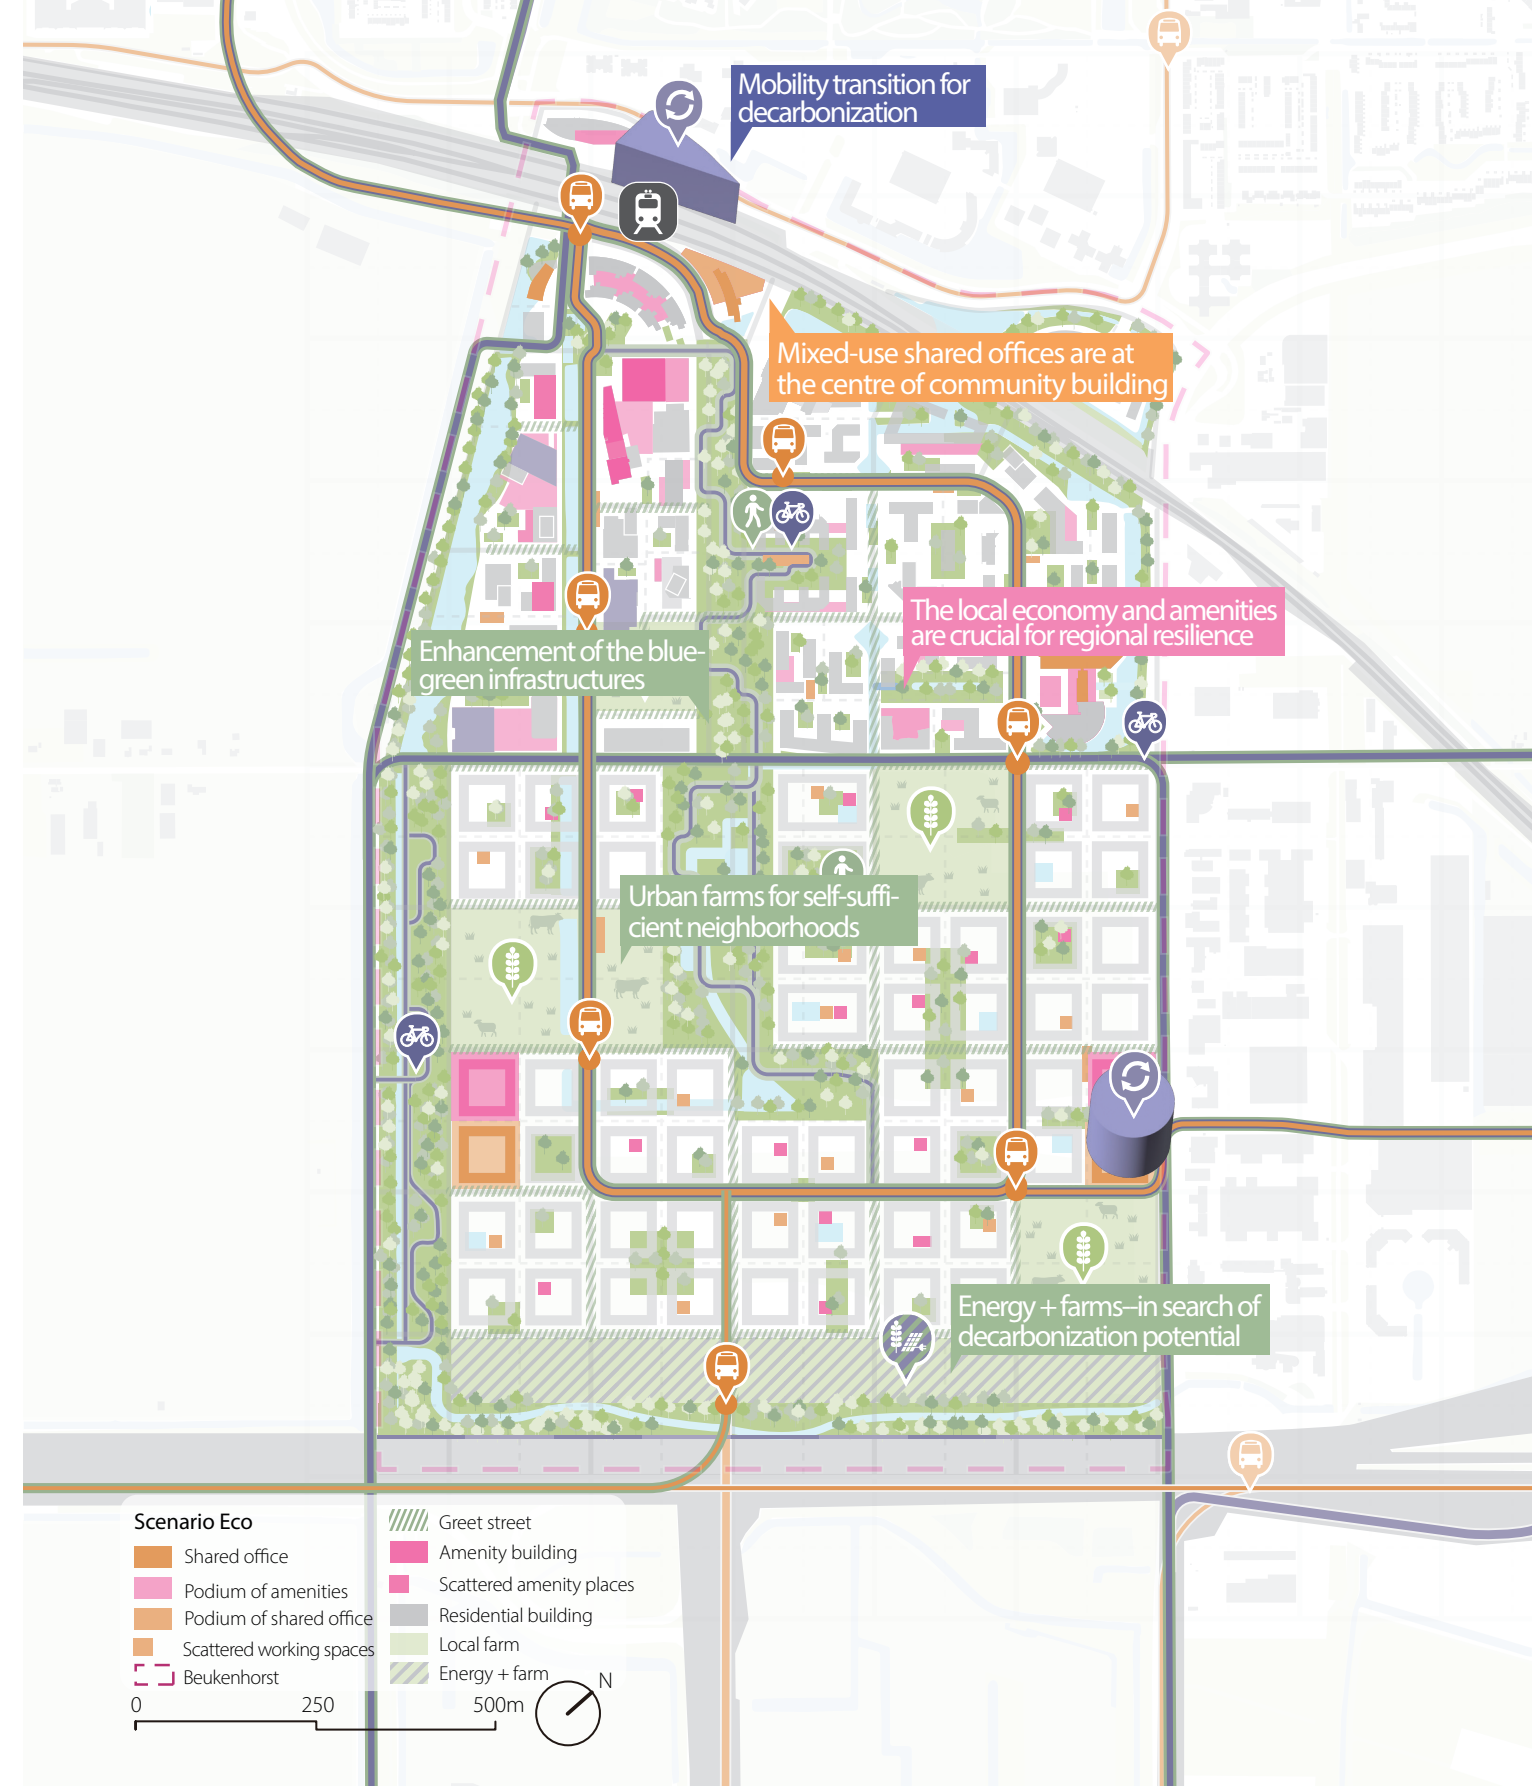 Mobility transition for
decarbonization
Mixed-use shared offices are at
the centre of community building
The local economy and amenities
are crucial for regional resilience
Enhancement of the blue-
green infrastructures
Urban farms for self-suffi-
cient neighborhoods
Energy + farms–in search of
decarbonization potential
Scenario Eco
Shared office
Podium of amenities
Podium of shared office
Scattered working spaces
Beukenhorst
Greet street
Amenity building
Scattered amenity places
Residential building
Local farm
Energy + farm
0 250 500m
N